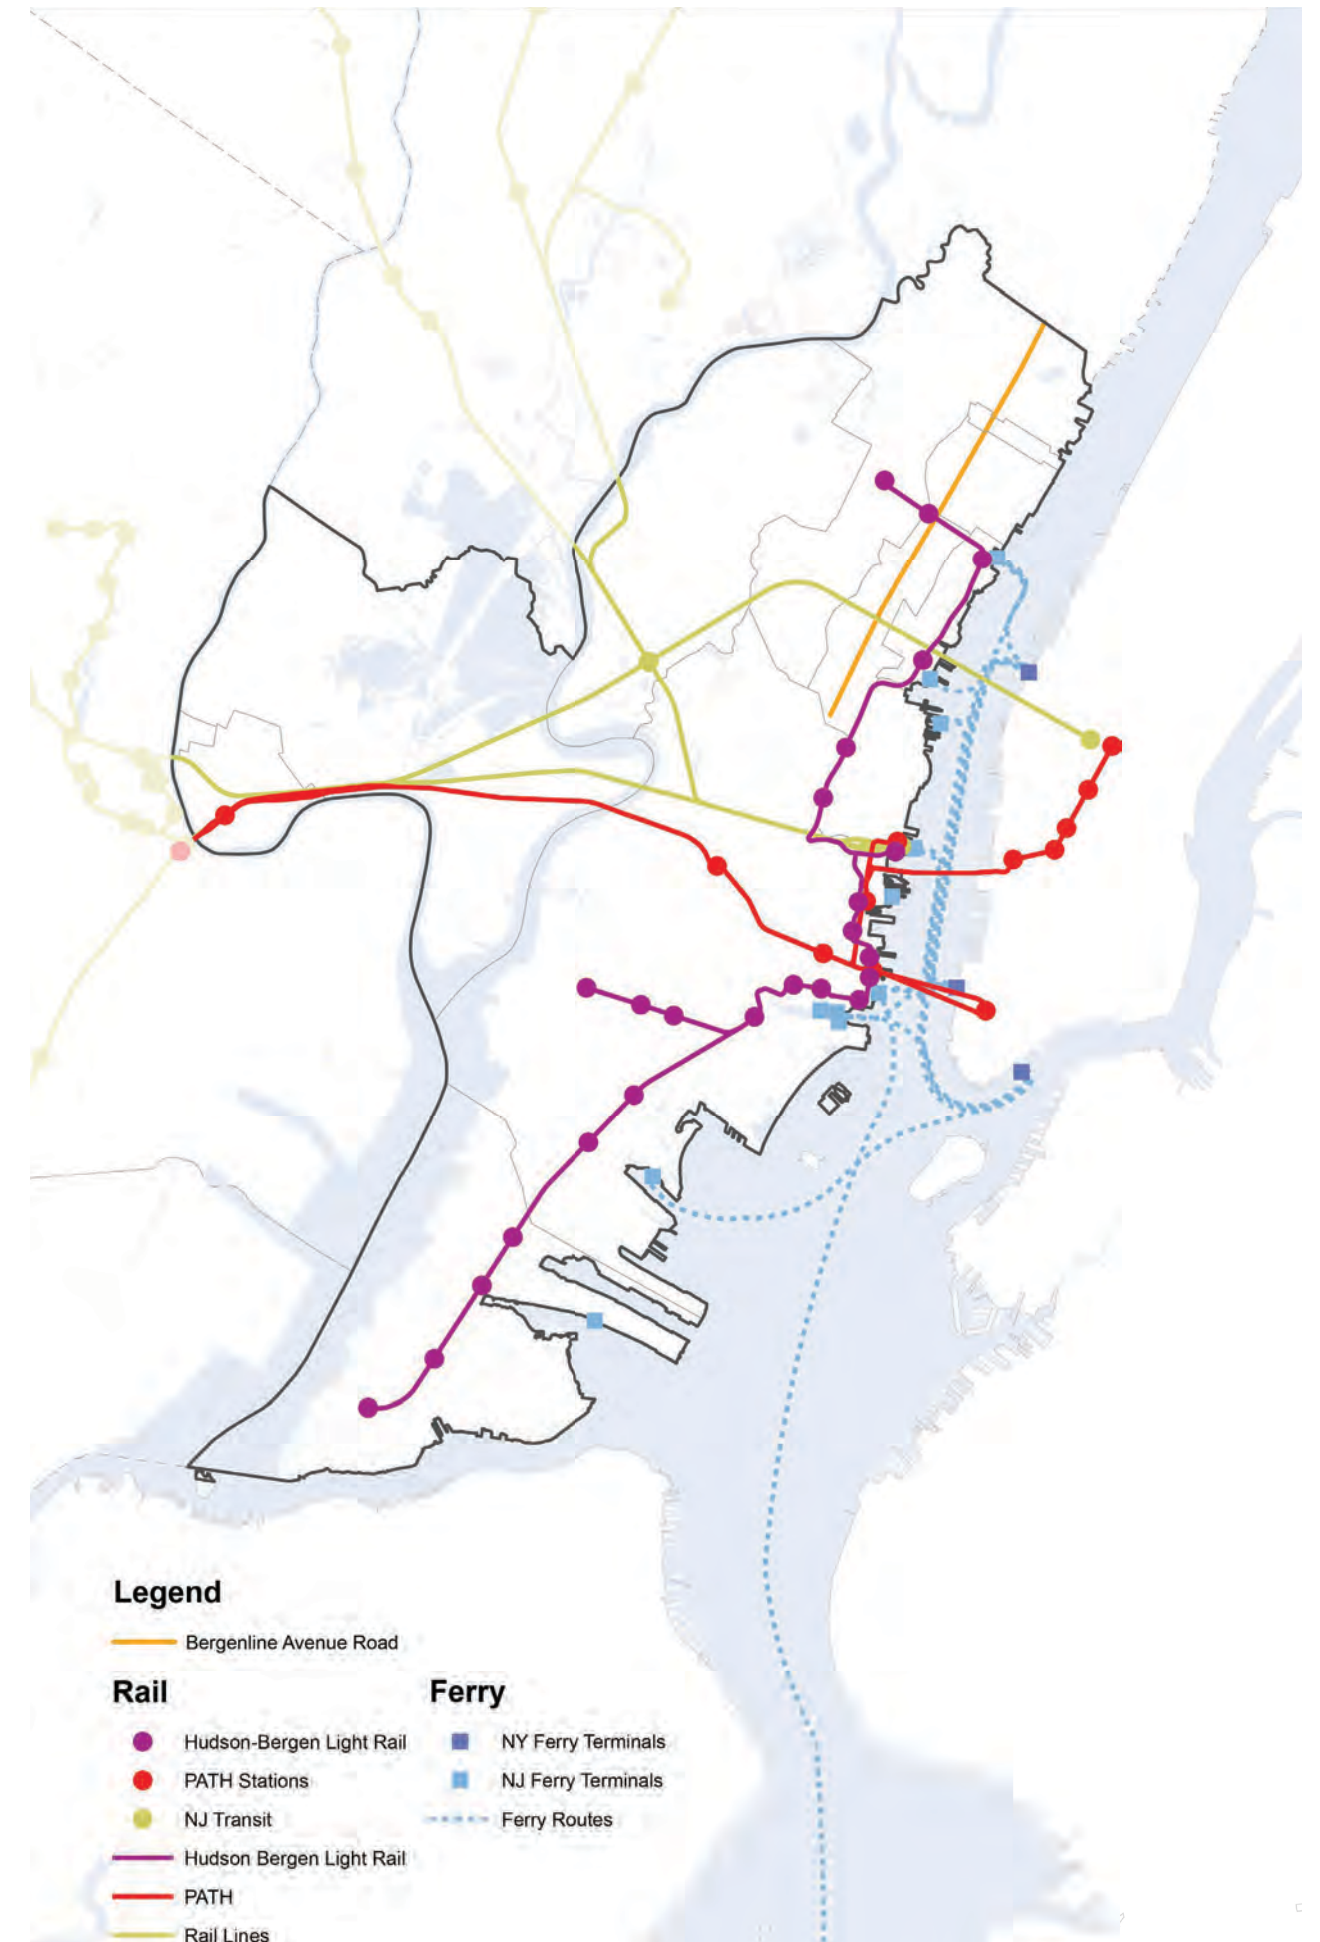 Legend
Bergenline Avenue Road
Rail
Ferry
Hudson-Bergen Light Rail
NY Ferry Terminals
PATH Stations
NJ Ferry Terminals
NJ Transit
Ferry Routes
Hudson Bergen Light Rail
PATH
Rail Lines